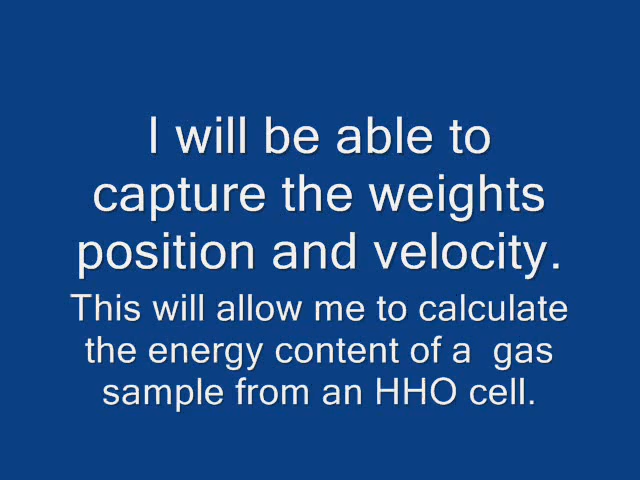 I will be able to
capture the weights
position and velocity.
This will allow me to calculate
the energy content of a  gas
sample from an HHO cell.